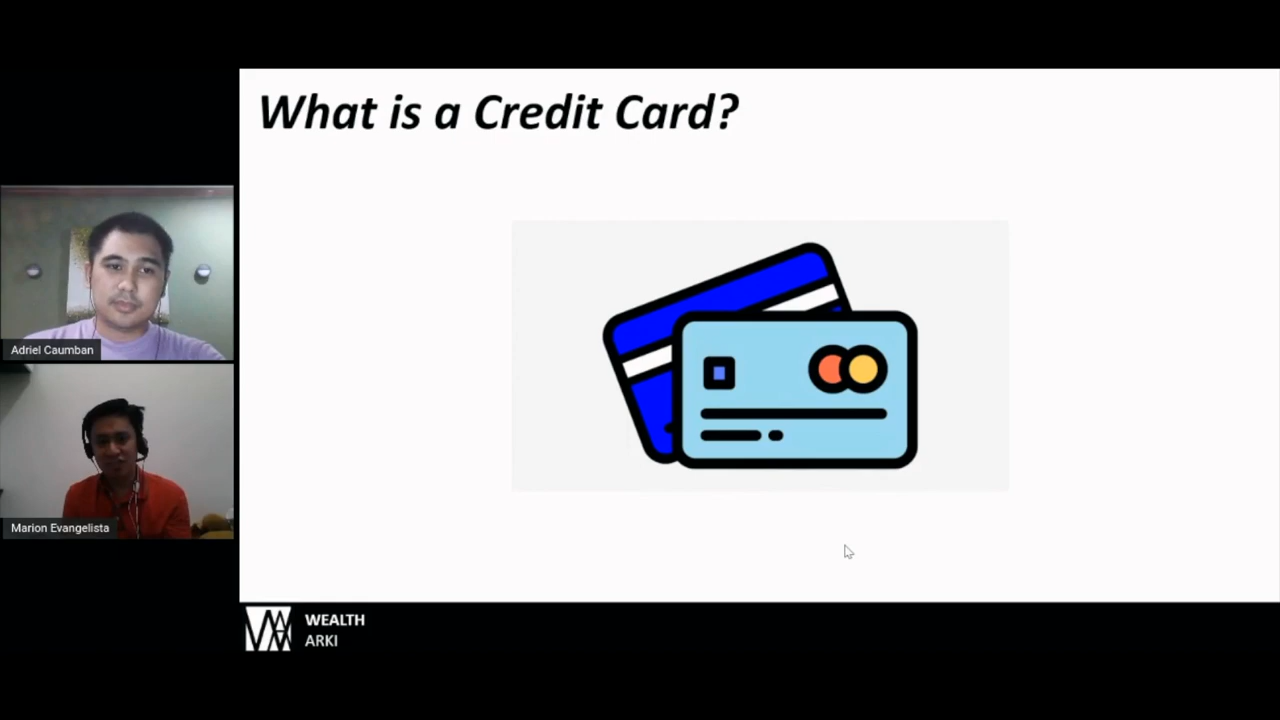 What is a Credit Card?
Adriel Caumban
Marion Evangelista
WEALTH
ARKI